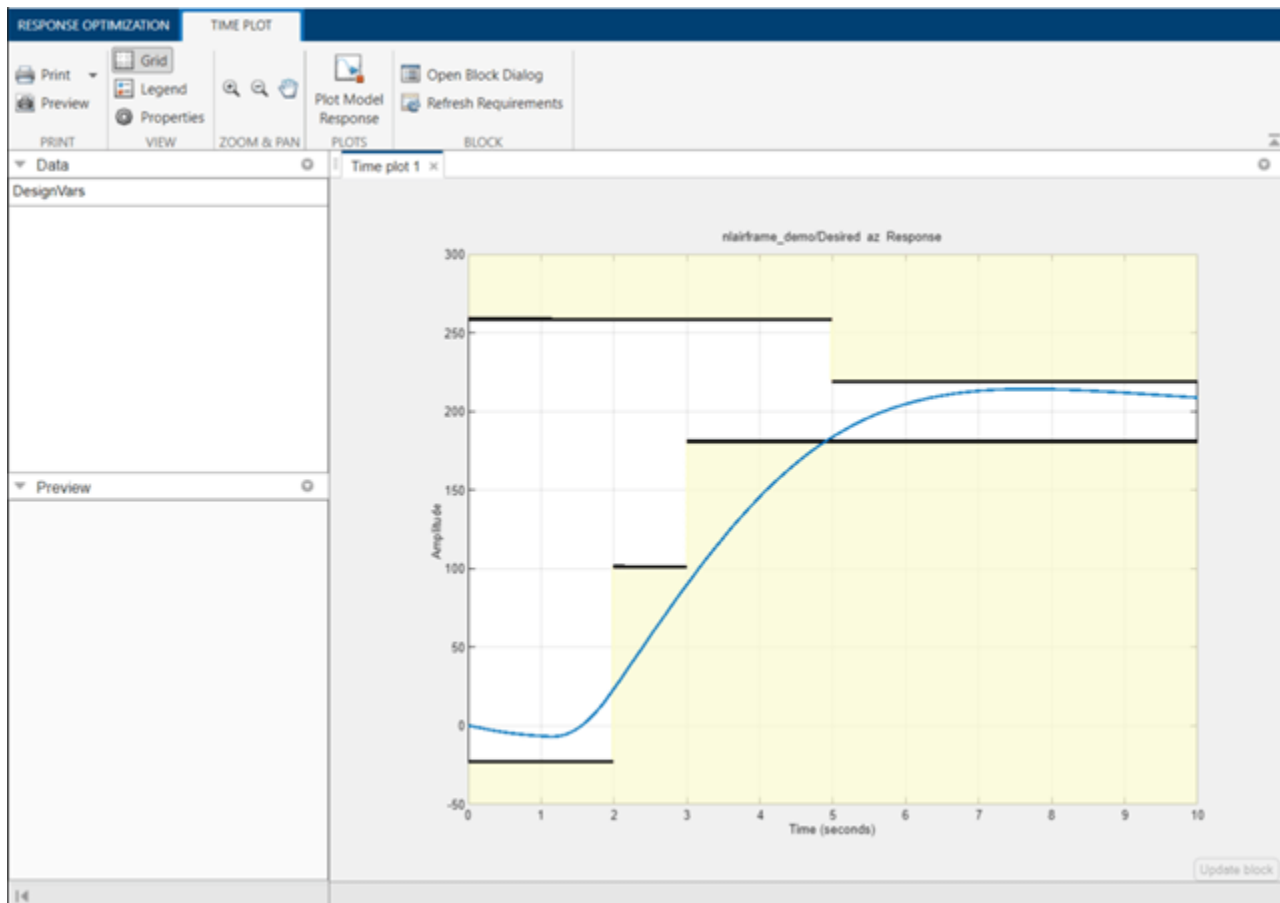 RESPONSE OPTIMIZATION TIME PLOT
Print Grid Open Block Dialog
Preview Legend Plot Model Refresh Requirements
Properties Response
PRINT VIEW ZOOM & PAN PLOTS BLOCK
Data Time plot 1
DesignVars
nlairframe_demo/Desired az Response
300
250
200
150
100
50
0
-50
Amplitude
0 1 2 3 4 5 6 7 8 9 10
Time (seconds)
Preview
Update block